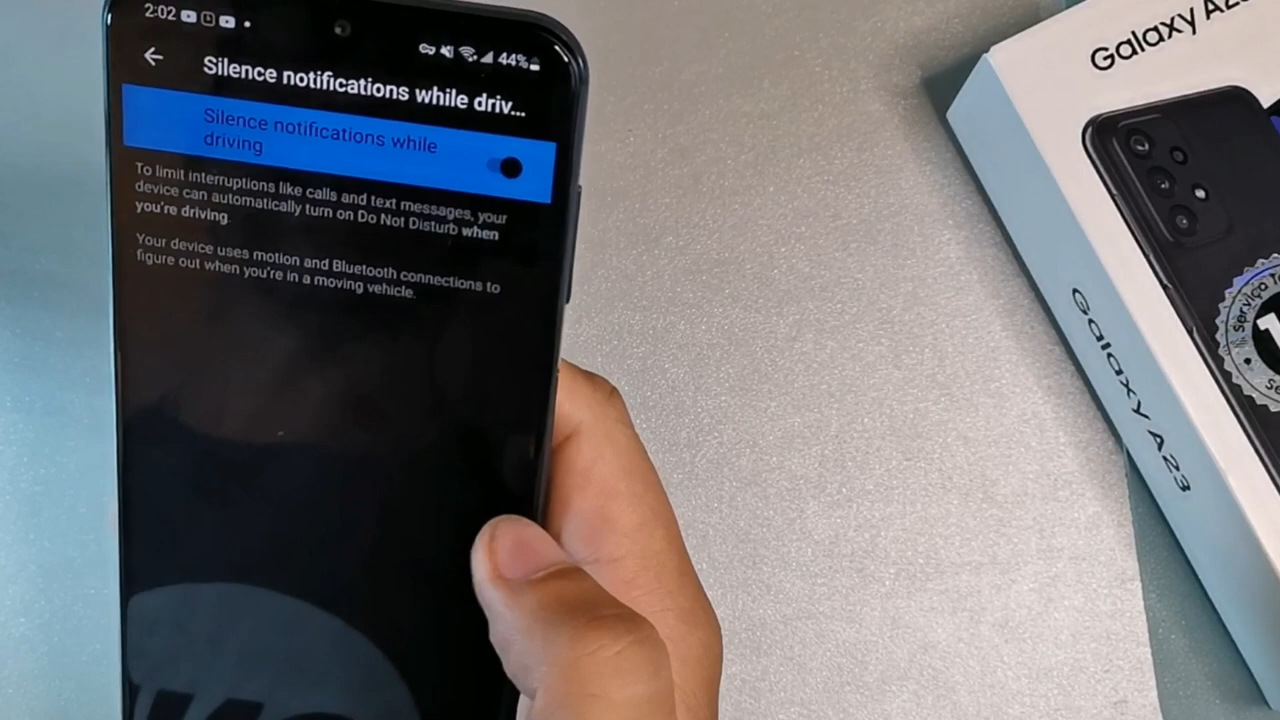 2:02
44%
Silence notifications while driv...
Silence notifications while
driving
To limit interruptions like calls and text messages, your
device can automatically turn on Do Not Disturb when
you're driving.
Your device uses motion and Bluetooth connections to
figure out when you're in a moving vehicle.
Galaxy A23
Galaxy A23
Serviço